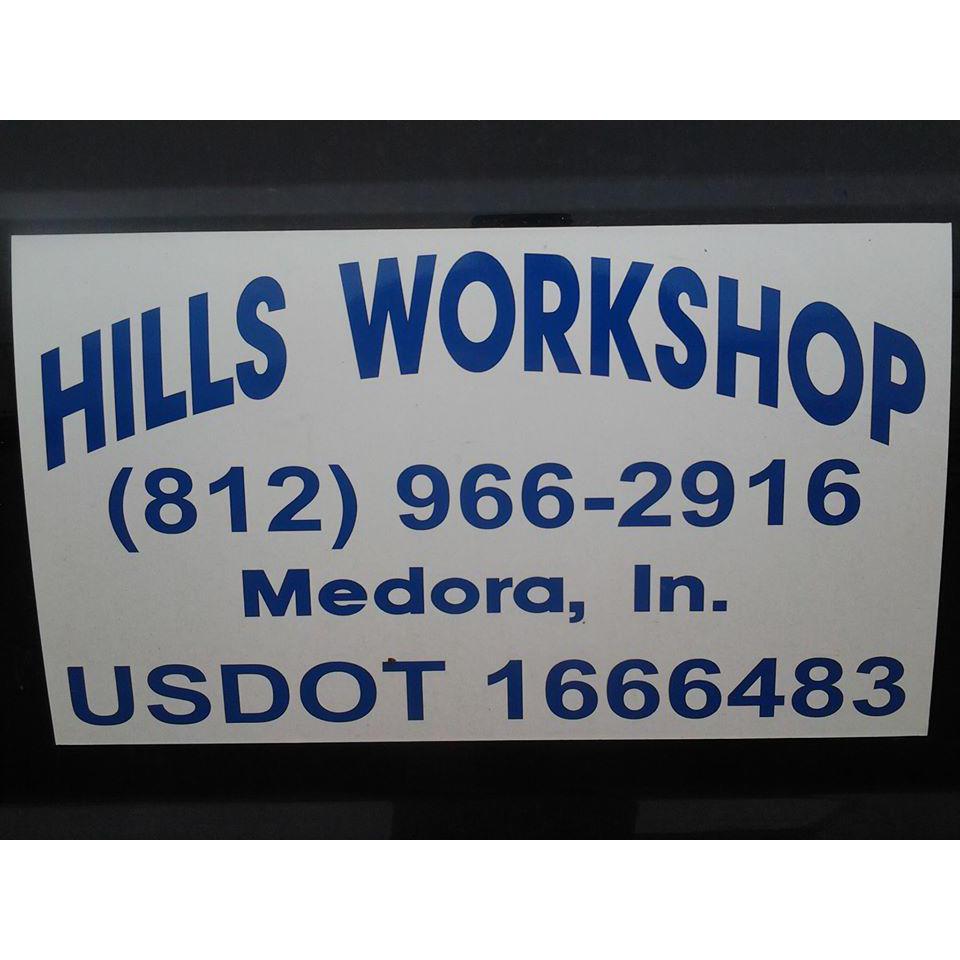 HILLS WORKSHOP
(812) 966-2916
Medora, In.
USDOT 1666483